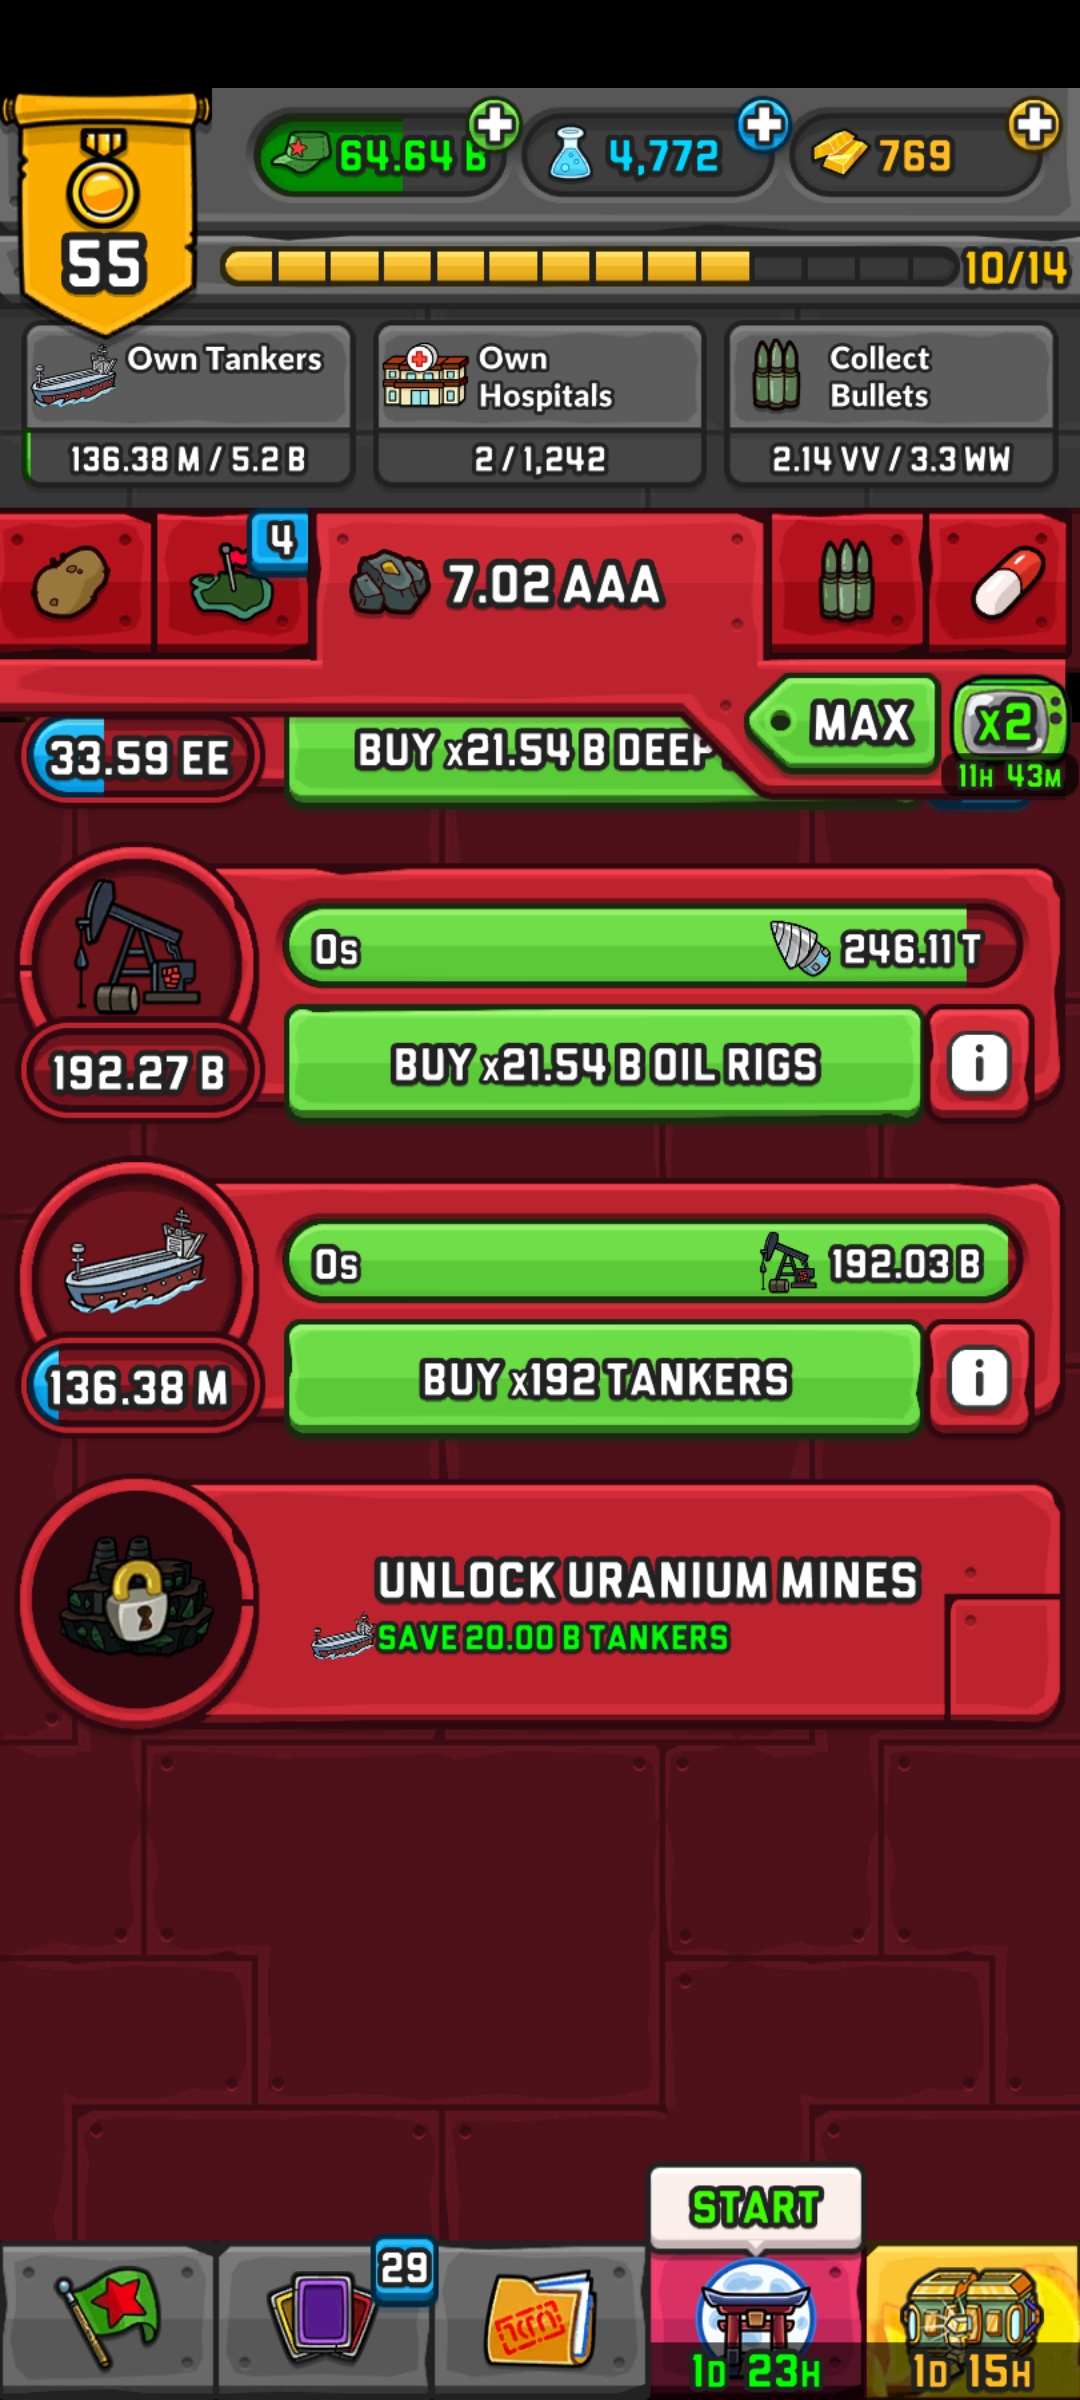 64.64 B
4,772
769
55
10/14
Own Tankers
136.38 M / 5.2 B
Own
Hospitals
2 / 1,242
Collect
Bullets
2.14 VV / 3.3 WW
4
7.02 AAA
MAX
x2
11H 43M
33.59 EE
BUY x21.54 B DEEP
0s
246.11 T
192.27 B
BUY x21.54 B OIL RIGS
i
0s
192.03 B
136.38 M
BUY x192 TANKERS
i
UNLOCK URANIUM MINES
SAVE 20.00 B TANKERS
START
29
1D 23H
1D 15H